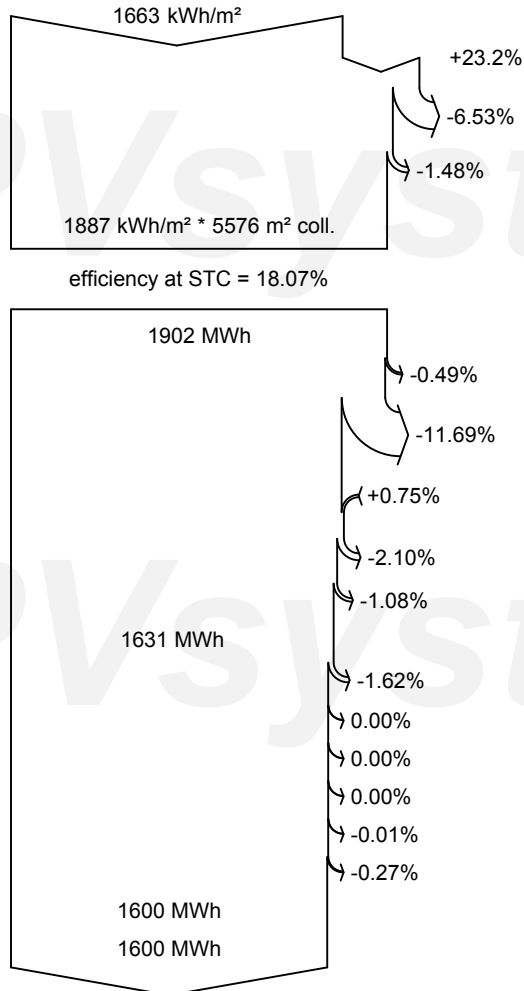 1663 kWh/m²
+23.2%
-6.53%
-1.48%
1887 kWh/m² * 5576 m² coll.
efficiency at STC = 18.07%
1902 MWh
-0.49%
-11.69%
+0.75%
-2.10%
-1.08%
1631 MWh
-1.62%
0.00%
0.00%
0.00%
-0.01%
-0.27%
1600 MWh
1600 MWh
PVsyst
PVsyst